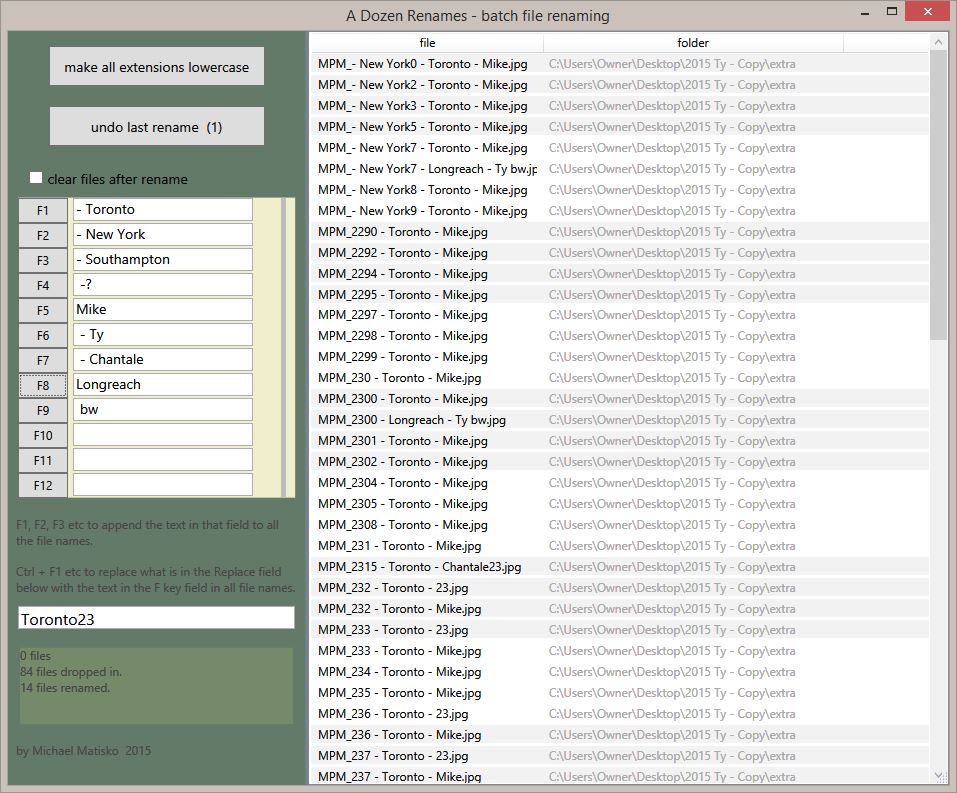 A Dozen Renames - batch file renaming
make all extensions lowercase
undo last rename (1)
clear files after rename
F1 - Toronto
F2 - New York
F3 - Southampton
F4 -?
F5 Mike
F6 - Ty
F7 - Chantale
F8 Longreach
F9 bw
F10
F11
F12
F1, F2, F3 etc to append the text in that field to all
the file names.
Ctrl + F1 etc to replace what is in the Replace field
below with the text in the F key field in all file names.
Toronto23
0 files
84 files dropped in.
14 files renamed.
by Michael Matisko 2015
file folder
MPM_- New York0 - Toronto - Mike.jpg C:\Users\Owner\Desktop\2015 Ty - Copy\extra
MPM_- New York2 - Toronto - Mike.jpg C:\Users\Owner\Desktop\2015 Ty - Copy\extra
MPM_- New York3 - Toronto - Mike.jpg C:\Users\Owner\Desktop\2015 Ty - Copy\extra
MPM_- New York5 - Toronto - Mike.jpg C:\Users\Owner\Desktop\2015 Ty - Copy\extra
MPM_- New York7 - Toronto - Mike.jpg C:\Users\Owner\Desktop\2015 Ty - Copy\extra
MPM_- New York7 - Longreach - Ty bw.jp C:\Users\Owner\Desktop\2015 Ty - Copy\extra
MPM_- New York8 - Toronto - Mike.jpg C:\Users\Owner\Desktop\2015 Ty - Copy\extra
MPM_- New York9 - Toronto - Mike.jpg C:\Users\Owner\Desktop\2015 Ty - Copy\extra
MPM_2290 - Toronto - Mike.jpg C:\Users\Owner\Desktop\2015 Ty - Copy\extra
MPM_2292 - Toronto - Mike.jpg C:\Users\Owner\Desktop\2015 Ty - Copy\extra
MPM_2294 - Toronto - Mike.jpg C:\Users\Owner\Desktop\2015 Ty - Copy\extra
MPM_2295 - Toronto - Mike.jpg C:\Users\Owner\Desktop\2015 Ty - Copy\extra
MPM_2297 - Toronto - Mike.jpg C:\Users\Owner\Desktop\2015 Ty - Copy\extra
MPM_2298 - Toronto - Mike.jpg C:\Users\Owner\Desktop\2015 Ty - Copy\extra
MPM_2299 - Toronto - Mike.jpg C:\Users\Owner\Desktop\2015 Ty - Copy\extra
MPM_230 - Toronto - Mike.jpg C:\Users\Owner\Desktop\2015 Ty - Copy\extra
MPM_2300 - Toronto - Mike.jpg C:\Users\Owner\Desktop\2015 Ty - Copy\extra
MPM_2300 - Longreach - Ty bw.jpg C:\Users\Owner\Desktop\2015 Ty - Copy\extra
MPM_2301 - Toronto - Mike.jpg C:\Users\Owner\Desktop\2015 Ty - Copy\extra
MPM_2302 - Toronto - Mike.jpg C:\Users\Owner\Desktop\2015 Ty - Copy\extra
MPM_2304 - Toronto - Mike.jpg C:\Users\Owner\Desktop\2015 Ty - Copy\extra
MPM_2305 - Toronto - Mike.jpg C:\Users\Owner\Desktop\2015 Ty - Copy\extra
MPM_2308 - Toronto - Mike.jpg C:\Users\Owner\Desktop\2015 Ty - Copy\extra
MPM_231 - Toronto - Mike.jpg C:\Users\Owner\Desktop\2015 Ty - Copy\extra
MPM_2315 - Toronto - Chantale23.jpg C:\Users\Owner\Desktop\2015 Ty - Copy\extra
MPM_232 - Toronto - 23.jpg C:\Users\Owner\Desktop\2015 Ty - Copy\extra
MPM_232 - Toronto - Mike.jpg C:\Users\Owner\Desktop\2015 Ty - Copy\extra
MPM_233 - Toronto - 23.jpg C:\Users\Owner\Desktop\2015 Ty - Copy\extra
MPM_233 - Toronto - Mike.jpg C:\Users\Owner\Desktop\2015 Ty - Copy\extra
MPM_234 - Toronto - Mike.jpg C:\Users\Owner\Desktop\2015 Ty - Copy\extra
MPM_235 - Toronto - Mike.jpg C:\Users\Owner\Desktop\2015 Ty - Copy\extra
MPM_236 - Toronto - 23.jpg C:\Users\Owner\Desktop\2015 Ty - Copy\extra
MPM_236 - Toronto - Mike.jpg C:\Users\Owner\Desktop\2015 Ty - Copy\extra
MPM_237 - Toronto - 23.jpg C:\Users\Owner\Desktop\2015 Ty - Copy\extra
MPM_237 - Toronto - Mike.jpg C:\Users\Owner\Desktop\2015 Ty - Copy\extra